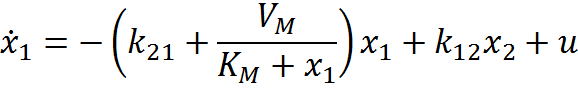 ẋ₁ = −(k₂₁ + V_M / (K_M + x₁)) x₁ + k₁₂x₂ + u